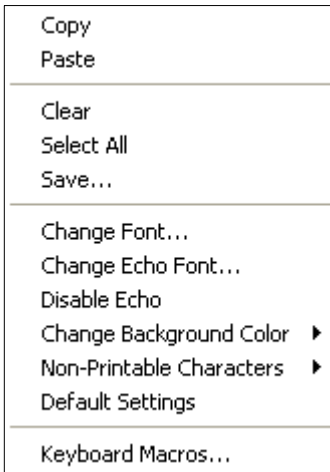 Copy
Paste
Clear
Select All
Save...
Change Font...
Change Echo Font...
Disable Echo
Change Background Color
Non-Printable Characters
Default Settings
Keyboard Macros...